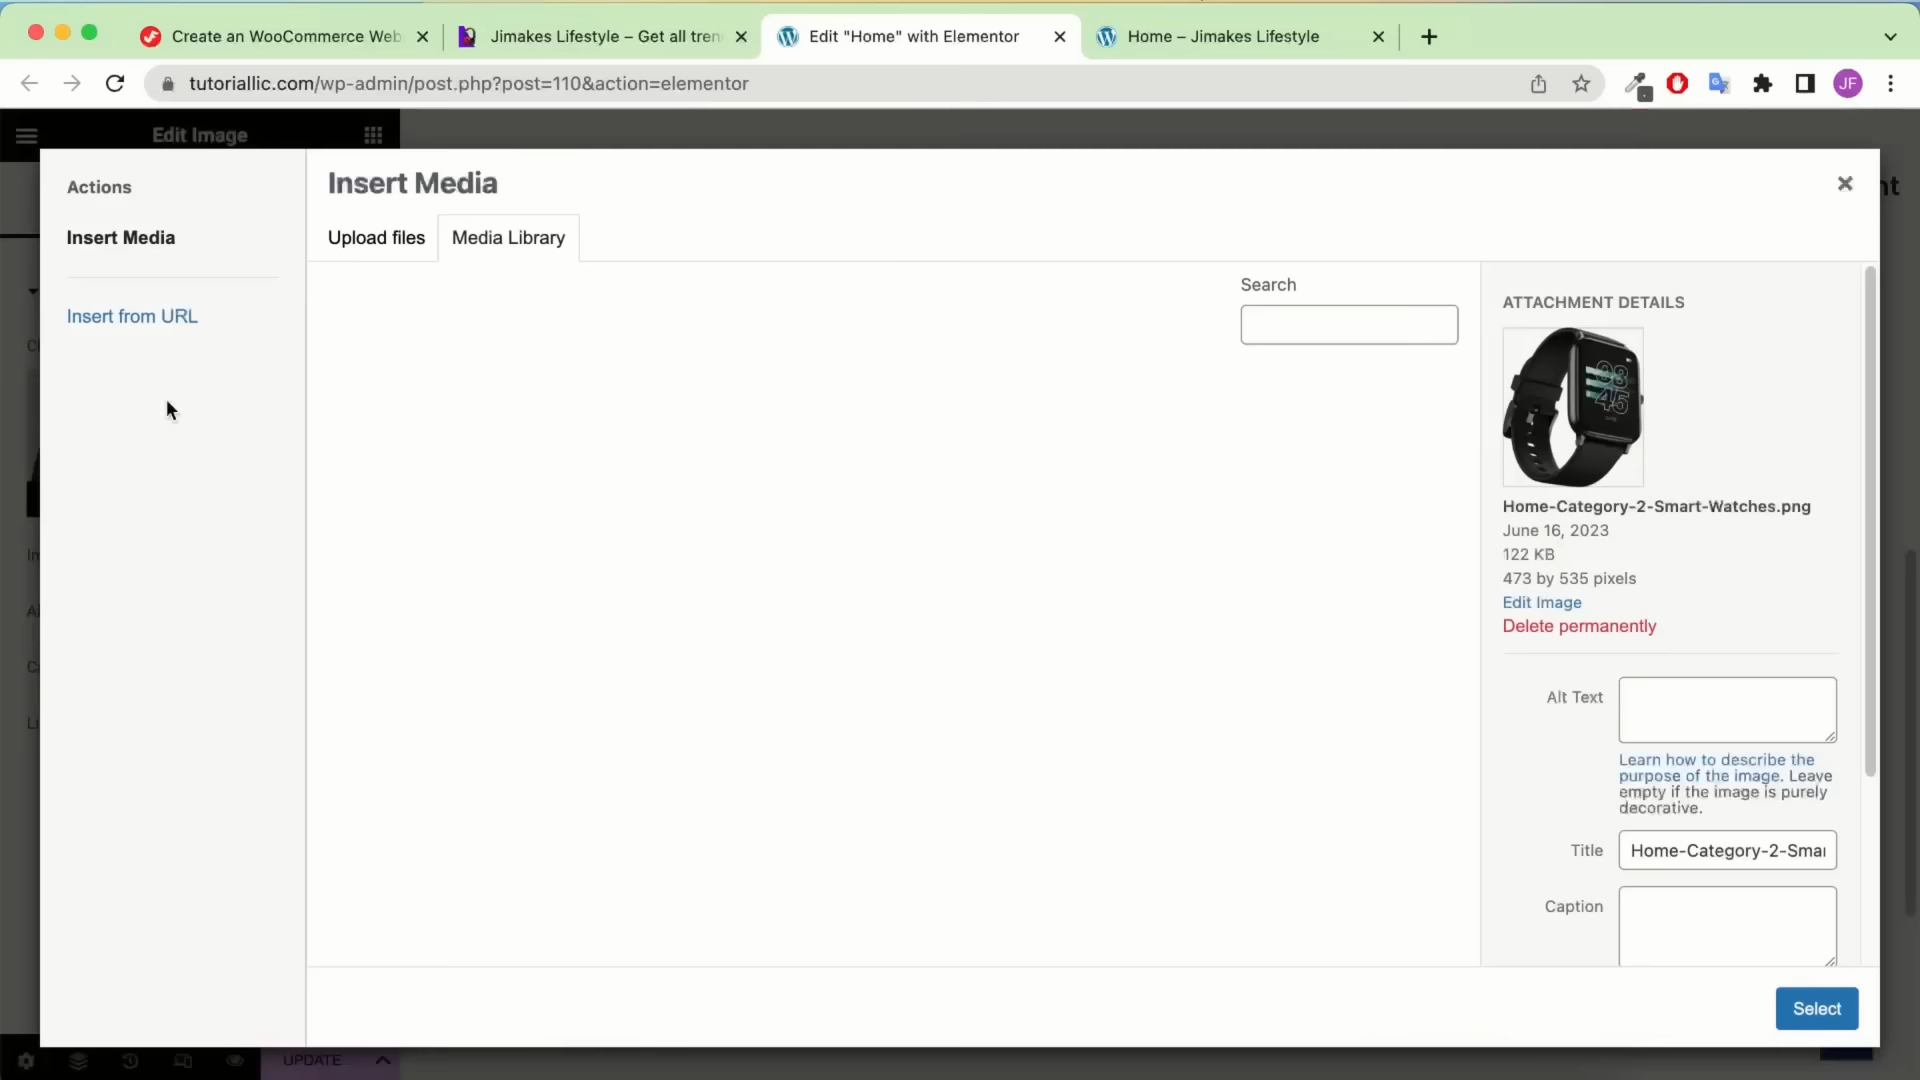 Create an WooCommerce Web
Jimakes Lifestyle – Get all tren
Edit "Home" with Elementor
Home – Jimakes Lifestyle
tutoriallic.com/wp-admin/post.php?post=110&action=elementor
JF
Edit Image
Actions
Insert Media
Insert from URL
Insert Media
Upload files
Media Library
Search
ATTACHMENT DETAILS
08
45
Home-Category-2-Smart-Watches.png
June 16, 2023
122 KB
473 by 535 pixels
Edit Image
Delete permanently
Alt Text
Learn how to describe the
purpose of the image. Leave
empty if the image is purely
decorative.
Title
Home-Category-2-Smar
Caption
Select
UPDATE